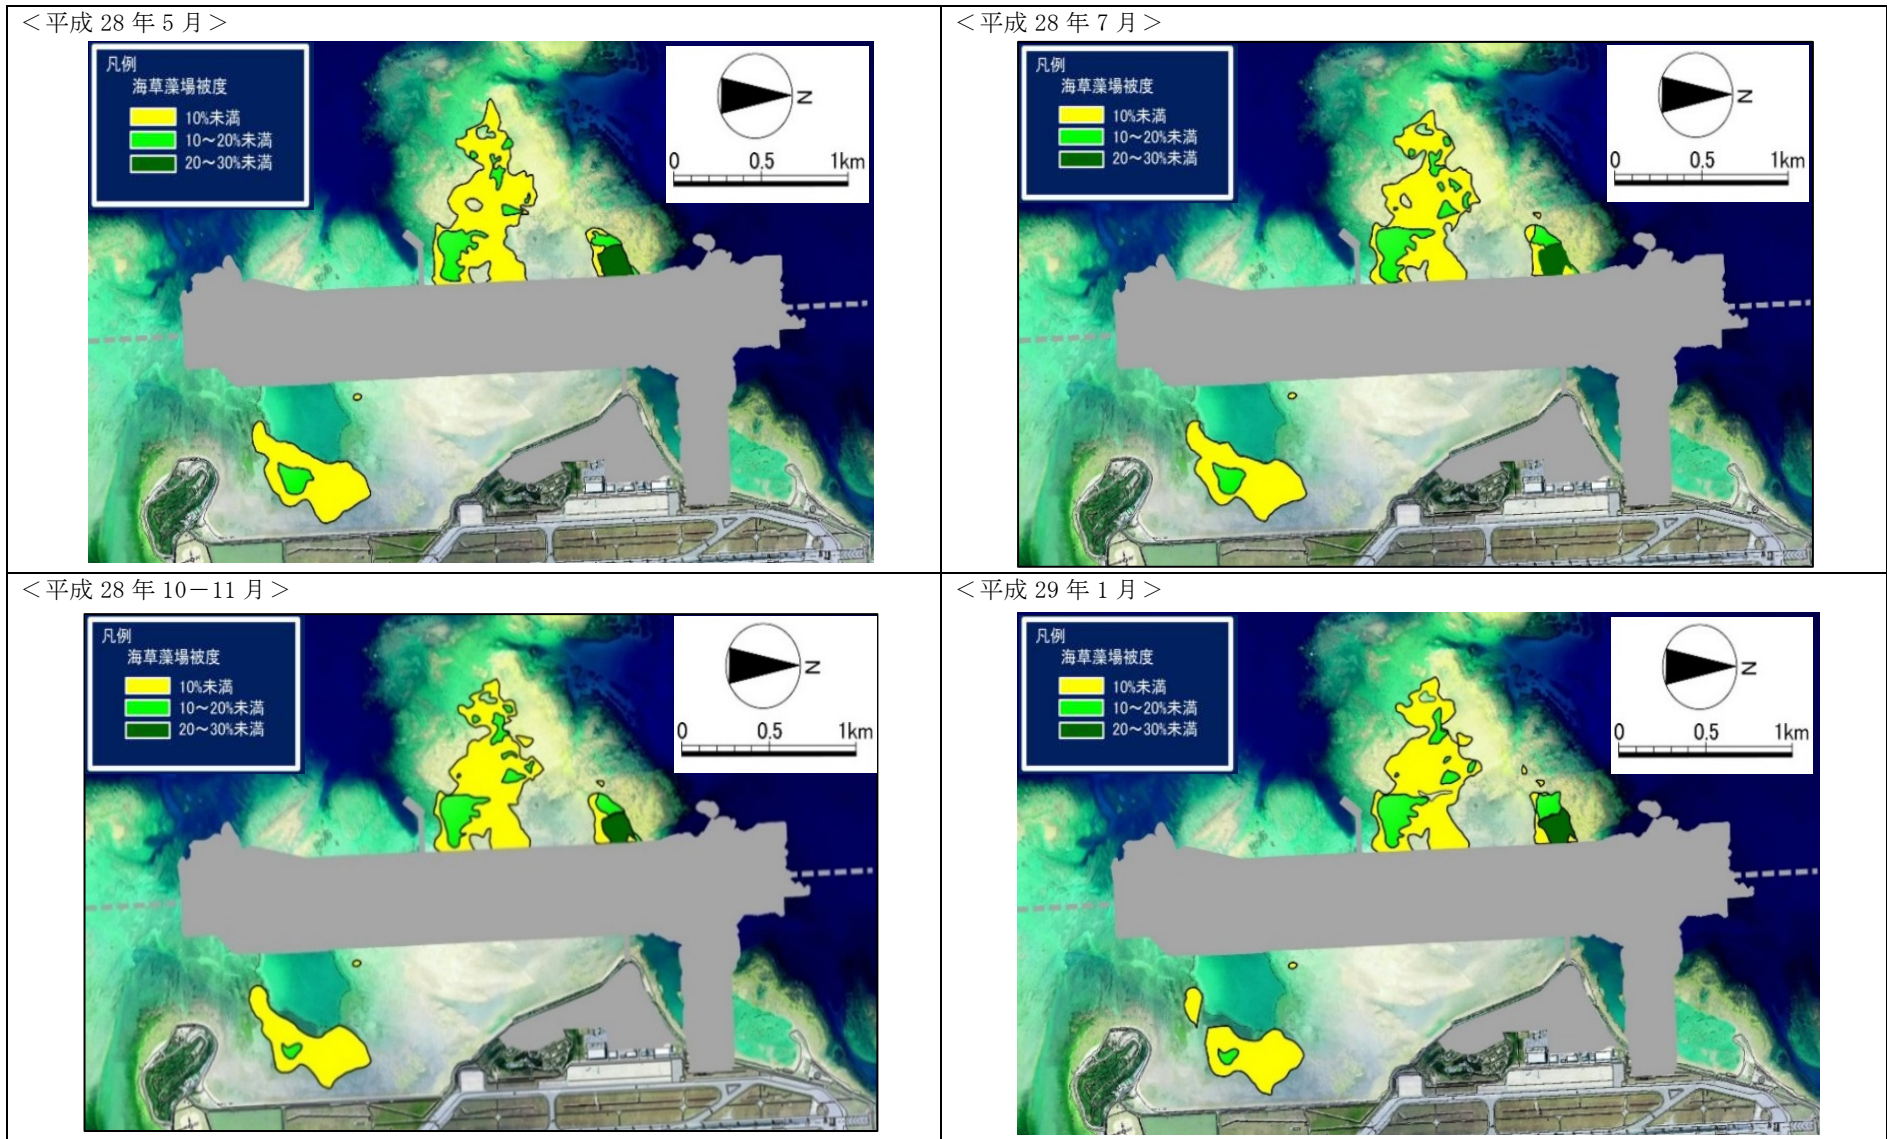 ＜平成 28 年 5 月＞
凡例
海草藻場被度
10%未満
10～20%未満
20～30%未満
N
0 0.5 1km
＜平成 28 年 7 月＞
凡例
海草藻場被度
10%未満
10～20%未満
20～30%未満
N
0 0.5 1km
＜平成 28 年 10－11 月＞
凡例
海草藻場被度
10%未満
10～20%未満
20～30%未満
N
0 0.5 1km
＜平成 29 年 1 月＞
凡例
海草藻場被度
10%未満
10～20%未満
20～30%未満
N
0 0.5 1km